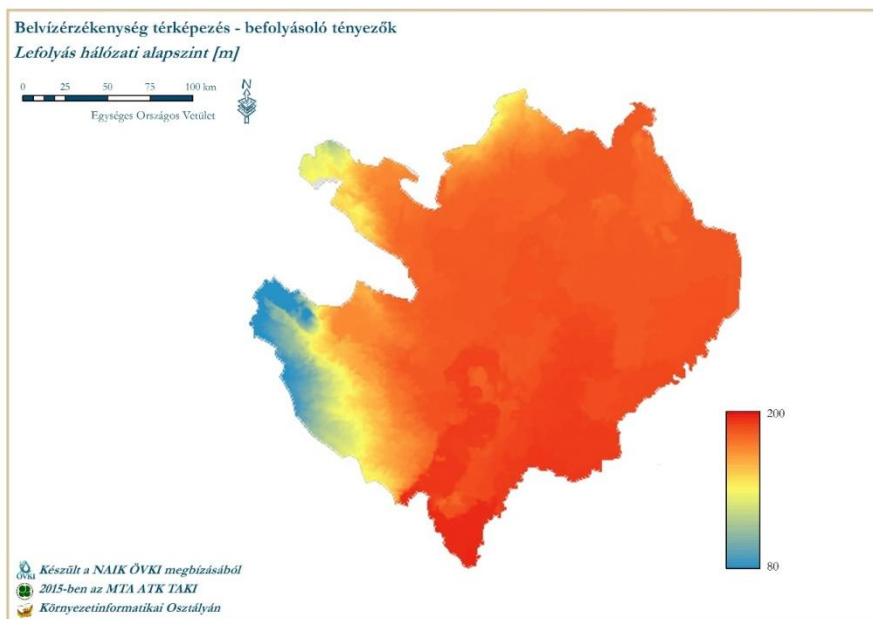 Belvízérzékenység térképezés - befolyásoló tényezők
Lefolyás hálózati alapszint [m]
0 25 50 75 100 km
Egységes Országos Vetület
N
200
80
ÖVKI
Készült a NAIK ÖVKI megbízásából
2015-ben az MTA ATK TAKI
Környezetinformatikai Osztályán